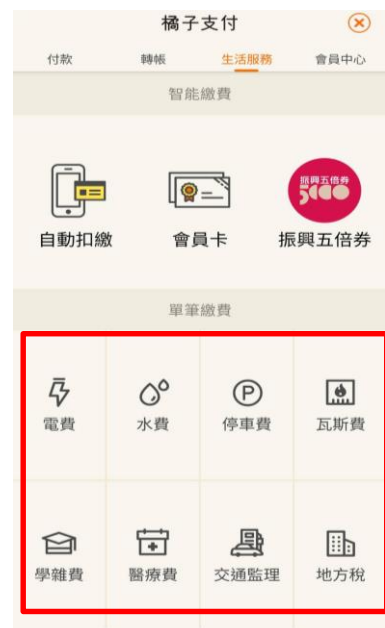 橘子支付
付款 轉帳 生活服務 會員中心
智能繳費
振興五倍券
5000
自動扣繳 會員卡 振興五倍券
單筆繳費
電費 水費 停車費 瓦斯費
P
學雜費 醫療費 交通監理 地方稅